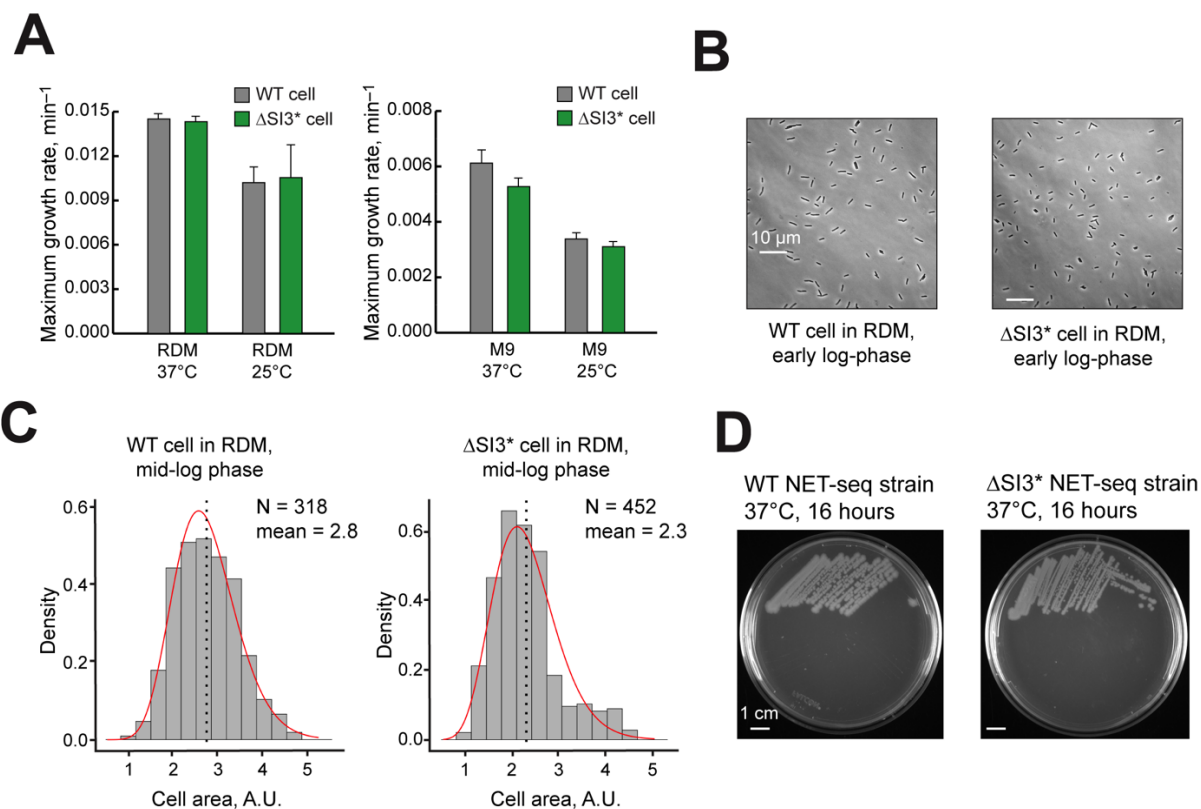 A
WT cell
ΔSI3* cell
Maximum growth rate, min–1
0.015
0.012
0.009
0.006
0.003
0.000
RDM
37°C
RDM
25°C
WT cell
ΔSI3* cell
Maximum growth rate, min–1
0.008
0.006
0.004
0.002
0.000
M9
37°C
M9
25°C
B
10 µm
WT cell in RDM,
early log-phase
ΔSI3* cell in RDM,
early log-phase
C
WT cell in RDM,
mid-log phase
N = 318
mean = 2.8
Density
0.6
0.4
0.2
0.0
1 2 3 4 5
Cell area, A.U.
ΔSI3* cell in RDM,
mid-log phase
N = 452
mean = 2.3
Density
0.6
0.4
0.2
0.0
1 2 3 4 5
Cell area, A.U.
D
WT NET-seq strain
37°C, 16 hours
1 cm
ΔSI3* NET-seq strain
37°C, 16 hours